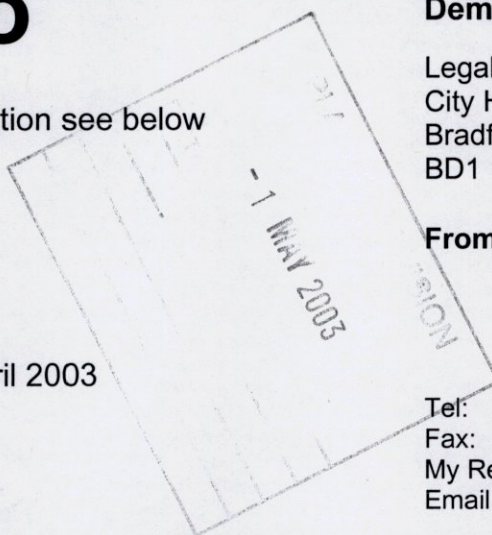 tion see below
ril 2003
- 1 MAY 2003
Dem
Legal
City H
Bradf
BD1
From
Tel:
Fax:
My Re
Email